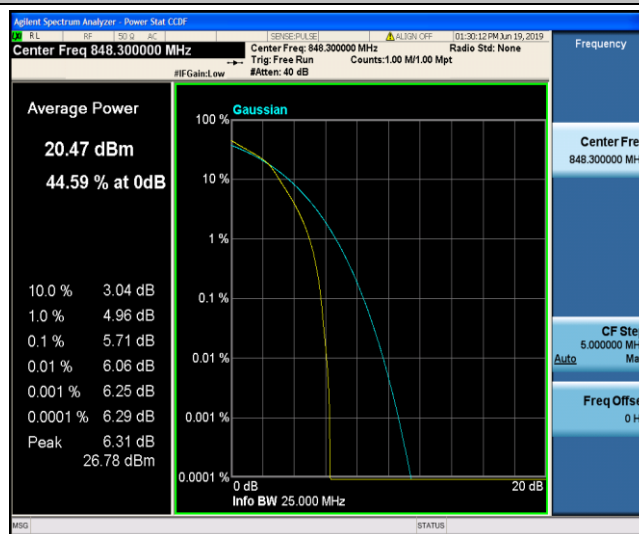 Agilent Spectrum Analyzer - Power Stat CCDF
RL RF 50 Ω AC SENSE:PULSE ALIGN OFF 01:30:12 PM Jun 19, 2019
Center Freq 848.300000 MHz Center Freq: 848.300000 MHz Radio Std: None Frequency
Trig: Free Run Counts:1.00 M/1.00 Mpt
#IFGain:Low #Atten: 40 dB
Average Power
20.47 dBm
44.59 % at 0dB
10.0 % 3.04 dB
1.0 % 4.96 dB
0.1 % 5.71 dB
0.01 % 6.06 dB
0.001 % 6.25 dB
0.0001 % 6.29 dB
Peak 6.31 dB
26.78 dBm
Gaussian
100 %
10 %
1 %
0.1 %
0.01 %
0.001 %
0.0001 %
0 dB 20 dB
Info BW 25.000 MHz
Center Fre
848.300000 MH
CF Ste
5.000000 MH
Auto Ma
Freq Offse
0 H
MSG STATUS